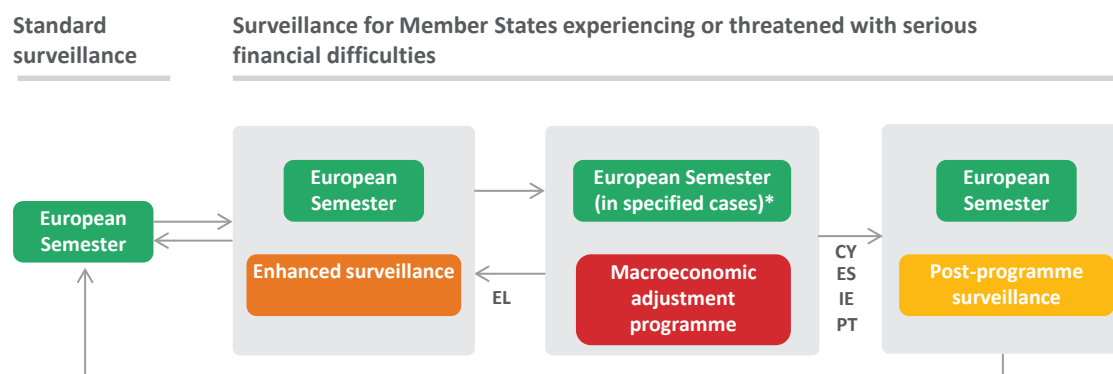 Standard
surveillance
Surveillance for Member States experiencing or threatened with serious
financial difficulties
European
Semester
European
Semester
Enhanced surveillance
EL
European Semester
(in specified cases)*
Macroeconomic
adjustment
programme
CY
ES
IE
PT
European
Semester
Post-programme
surveillance